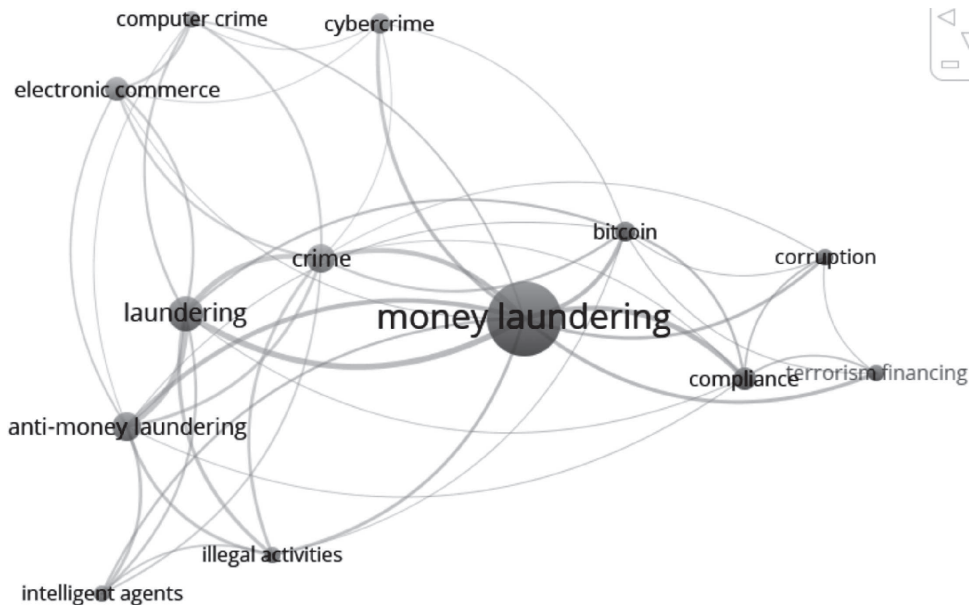 computer crime
cybercrime
electronic commerce
bitcoin
crime
corruption
laundering
money laundering
compliance
terrorism financing
anti-money laundering
illegal activities
intelligent agents